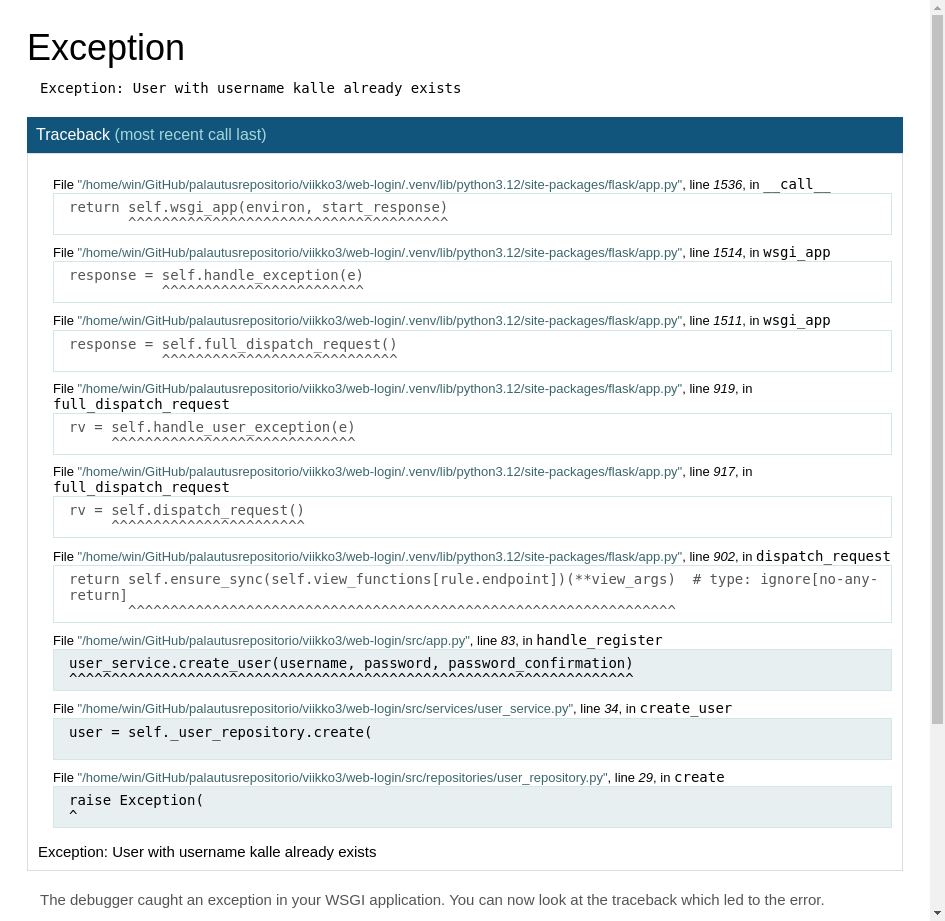 Exception
Exception: User with username kalle already exists
Traceback (most recent call last)
File "/home/win/GitHub/palautusrepositorio/viikko3/web-login/.venv/lib/python3.12/site-packages/flask/app.py", line 1536, in __call__
return self.wsgi_app(environ, start_response)
^^^^^^^^^^^^^^^^^^^^^^^^^^^^^^^^^^^^^^
File "/home/win/GitHub/palautusrepositorio/viikko3/web-login/.venv/lib/python3.12/site-packages/flask/app.py", line 1514, in wsgi_app
response = self.handle_exception(e)
^^^^^^^^^^^^^^^^^^^^^^^^
File "/home/win/GitHub/palautusrepositorio/viikko3/web-login/.venv/lib/python3.12/site-packages/flask/app.py", line 1511, in wsgi_app
response = self.full_dispatch_request()
^^^^^^^^^^^^^^^^^^^^^^^^^^^^
File "/home/win/GitHub/palautusrepositorio/viikko3/web-login/.venv/lib/python3.12/site-packages/flask/app.py", line 919, in
full_dispatch_request
rv = self.handle_user_exception(e)
^^^^^^^^^^^^^^^^^^^^^^^^^^^^^
File "/home/win/GitHub/palautusrepositorio/viikko3/web-login/.venv/lib/python3.12/site-packages/flask/app.py", line 917, in
full_dispatch_request
rv = self.dispatch_request()
^^^^^^^^^^^^^^^^^^^^^^^
File "/home/win/GitHub/palautusrepositorio/viikko3/web-login/.venv/lib/python3.12/site-packages/flask/app.py", line 902, in dispatch_request
return self.ensure_sync(self.view_functions[rule.endpoint])(**view_args)  # type: ignore[no-any-
return]
^^^^^^^^^^^^^^^^^^^^^^^^^^^^^^^^^^^^^^^^^^^^^^^^^^^^^^^^^^^^^^^^^
File "/home/win/GitHub/palautusrepositorio/viikko3/web-login/src/app.py", line 83, in handle_register
user_service.create_user(username, password, password_confirmation)
^^^^^^^^^^^^^^^^^^^^^^^^^^^^^^^^^^^^^^^^^^^^^^^^^^^^^^^^^^^^^^^^^^^
File "/home/win/GitHub/palautusrepositorio/viikko3/web-login/src/services/user_service.py", line 34, in create_user
user = self._user_repository.create(
File "/home/win/GitHub/palautusrepositorio/viikko3/web-login/src/repositories/user_repository.py", line 29, in create
raise Exception(
^
Exception: User with username kalle already exists
The debugger caught an exception in your WSGI application. You can now look at the traceback which led to the error.